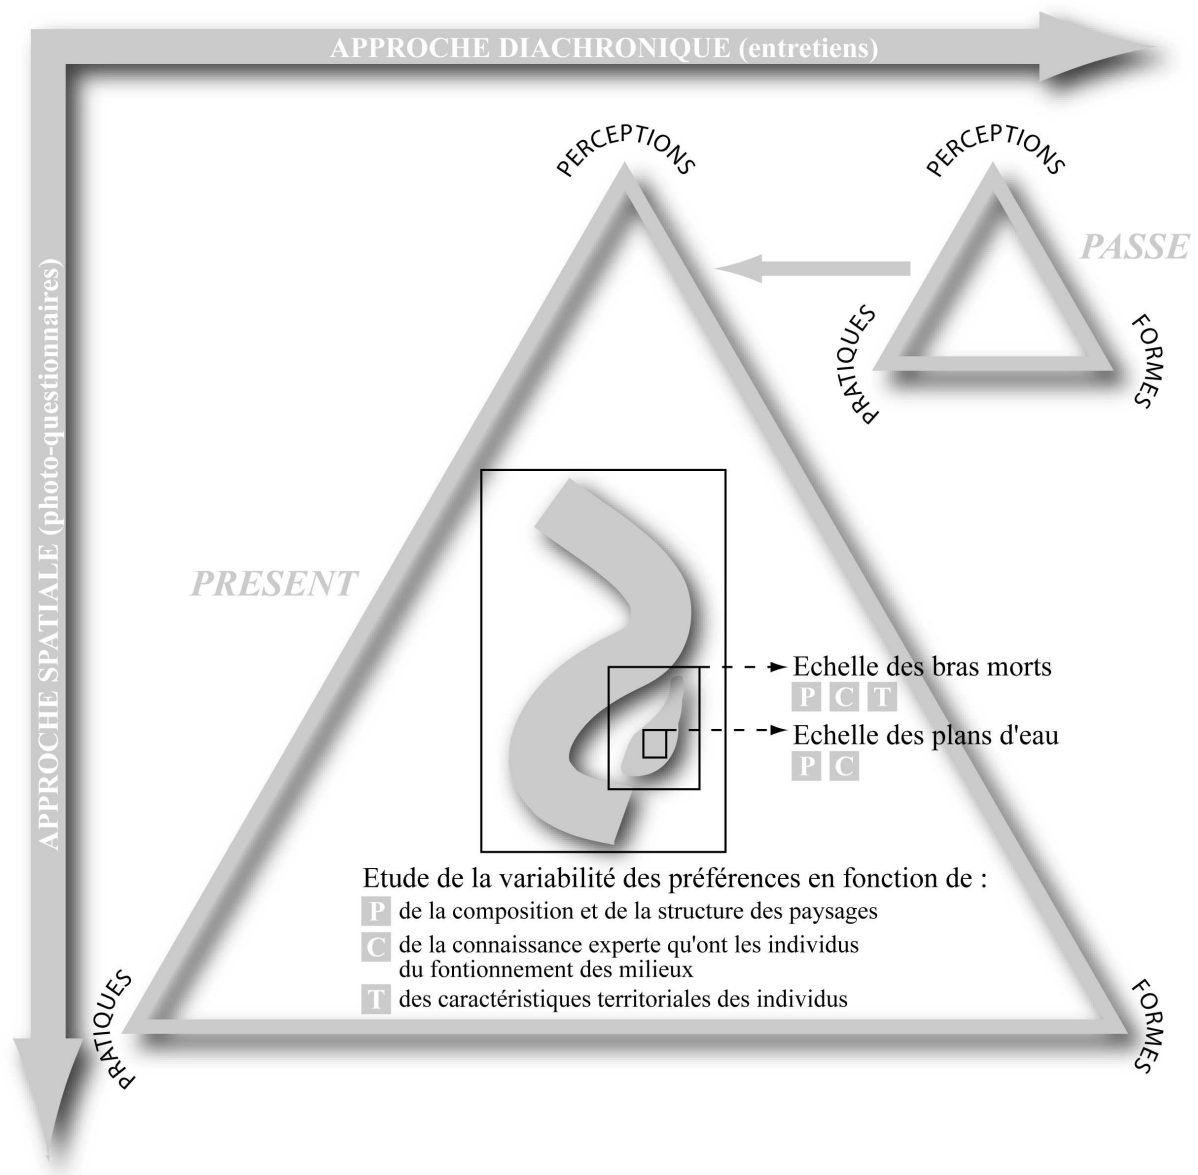 APPROCHE DIACHRONIQUE (entretiens)
APPROCHE SPATIALE (photo-questionnaires)
PERCEPTIONS
PERCEPTIONS
PASSE
PRATIQUES
FORMES
PRESENT
Echelle des bras morts
P C T
Echelle des plans d'eau
P C
Etude de la variabilité des préférences en fonction de :
P de la composition et de la structure des paysages
C de la connaissance experte qu'ont les individus
du fontionnement des milieux
T des caractéristiques territoriales des individus
PRATIQUES
FORMES